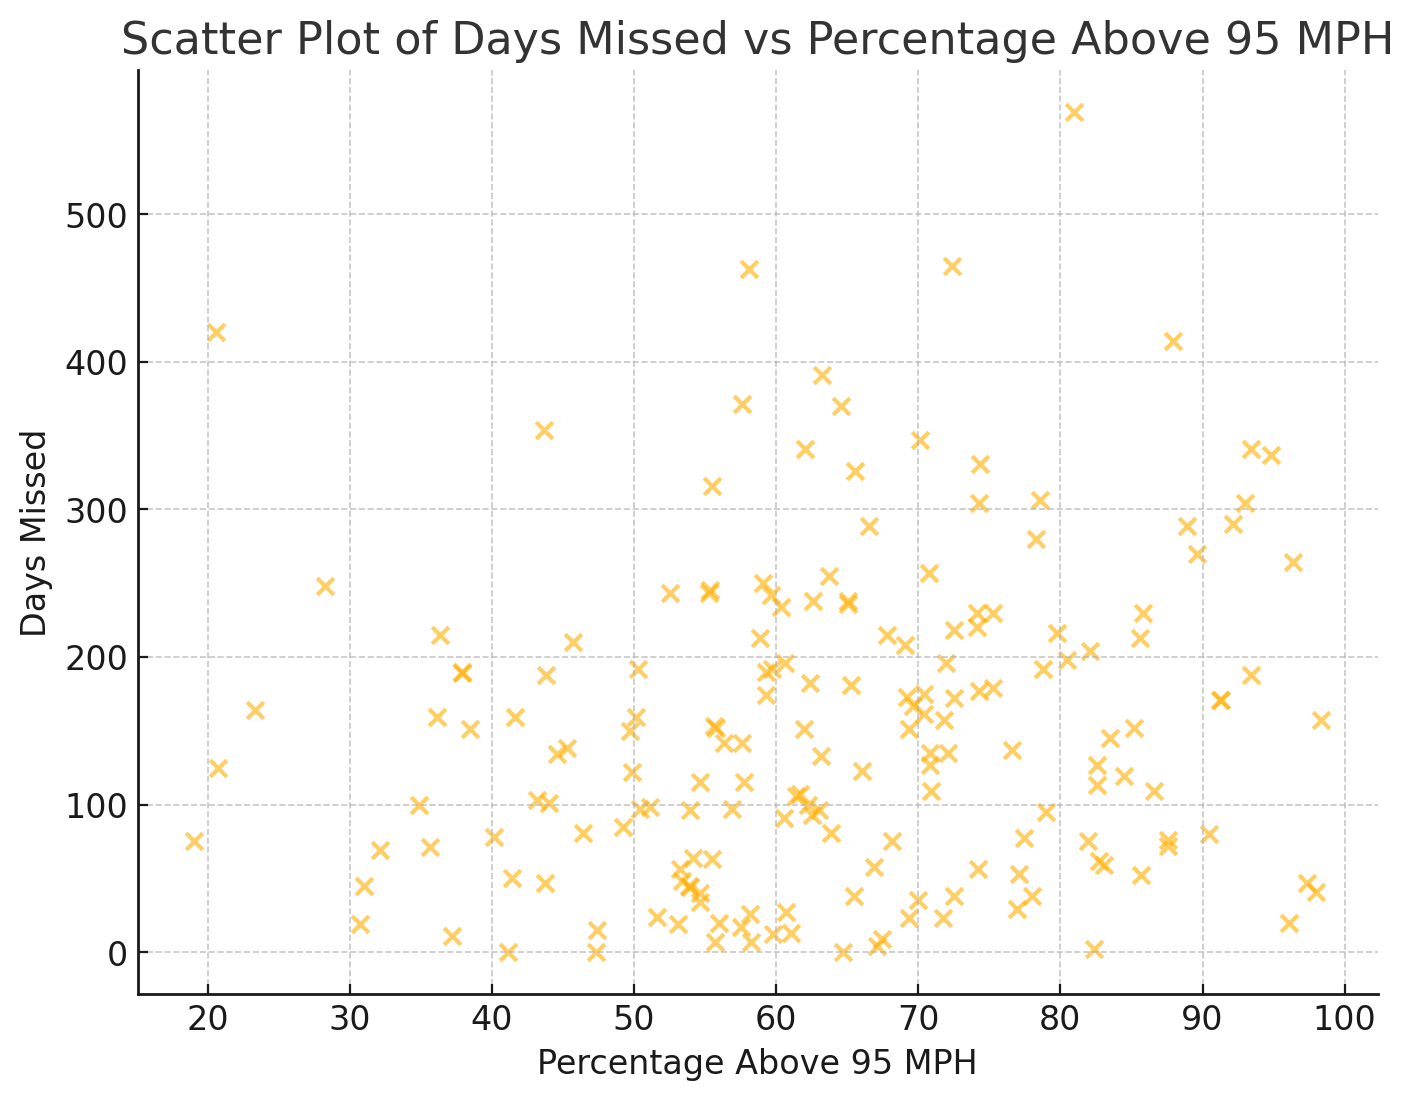 Scatter Plot of Days Missed vs Percentage Above 95 MPH
500
400
300
200
100
0
Days Missed
20 30 40 50 60 70 80 90 100
Percentage Above 95 MPH